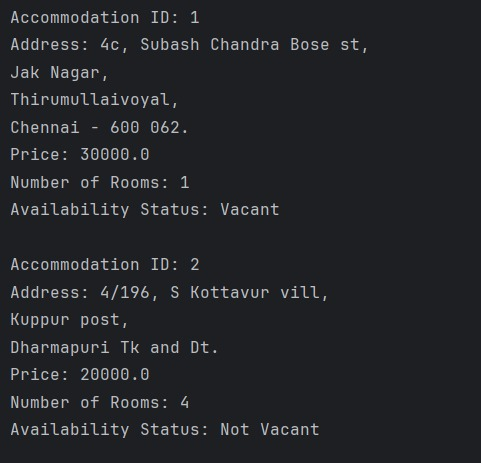 Accommodation ID: 1
Address: 4c, Subash Chandra Bose st,
Jak Nagar,
Thirumullaivoyal,
Chennai - 600 062.
Price: 30000.0
Number of Rooms: 1
Availability Status: Vacant
Accommodation ID: 2
Address: 4/196, S Kottavur vill,
Kuppur post,
Dharmapuri Tk and Dt.
Price: 20000.0
Number of Rooms: 4
Availability Status: Not Vacant